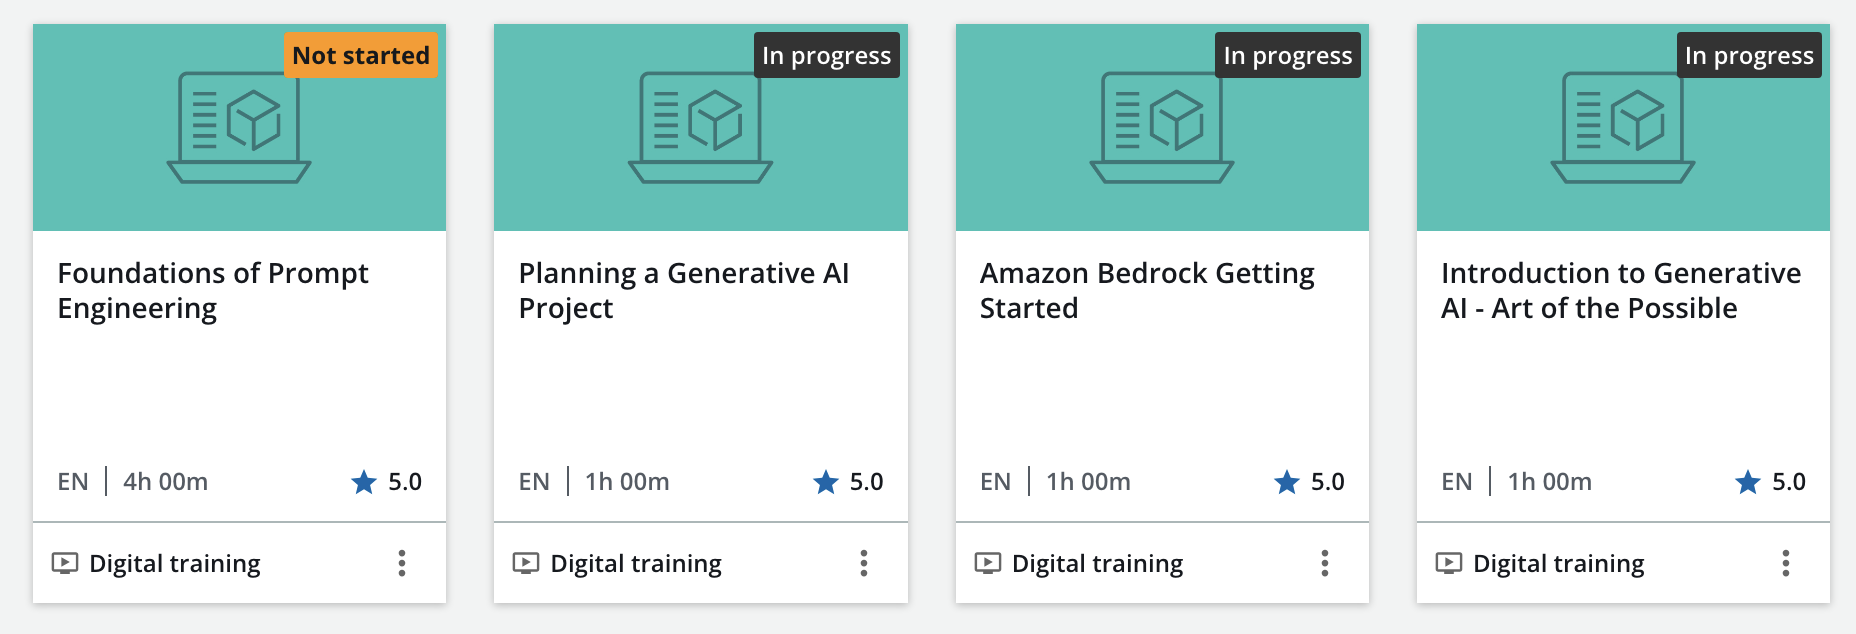 Not started
Foundations of Prompt
Engineering
EN | 4h 00m 5.0
Digital training
In progress
Planning a Generative AI
Project
EN | 1h 00m 5.0
Digital training
In progress
Amazon Bedrock Getting
Started
EN | 1h 00m 5.0
Digital training
In progress
Introduction to Generative
AI - Art of the Possible
EN | 1h 00m 5.0
Digital training